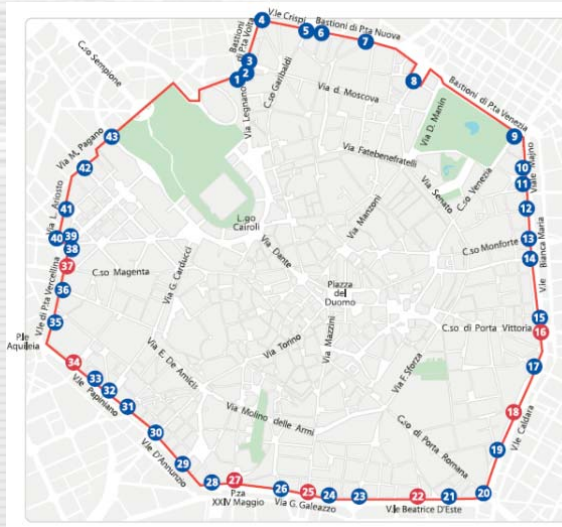 4
V.le Crispi
5
6
Bastioni di P.ta Nuova
7
8
Bastioni
di P.ta Volta
3
2
1
C.so Sempione
C.so Garibaldi
Via Legnano
Via d. Moscova
Bastioni di P.ta Venezia
Via D. Manin
9
43
Via M. Pagano
42
Via Fatebenefratelli
Via Senato
C.so Venezia
10
11
V.le Majno
41
Via L. Ariosto
12
L.go
Cairoli
Via Manzoni
40
39
38
37
C.so Monforte
13
14
V.le Bianca Maria
Via Dante
C.so Magenta
Via G. Carducci
36
V.le di P.ta Vercellina
Piazza
del
Duomo
35
15
16
C.so di Porta Vittoria
P.le
Aquileia
Via Torino
Via Mazzini
34
33
32
31
V.le Papiniano
Via E. De Amicis
Via F. Sforza
17
18
V.le Caldara
Via Molino delle Armi
C.so di Porta Romana
30
V.le D'Annunzio
29
19
28
27
P.za
XXIV Maggio
26
25
Via G. Galeazzo
24
23
22
V.le Beatrice D'Este
21
20